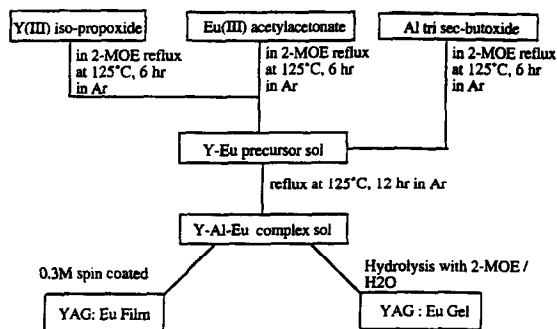 Y(III) iso-propoxide
Eu(III) acetylacetonate
Al tri sec-butoxide
in 2-MOE reflux
at 125°C, 6 hr
in Ar
in 2-MOE reflux
at 125°C, 6 hr
in Ar
in 2-MOE reflux
at 125°C, 6 hr
in Ar
Y-Eu precursor sol
reflux at 125°C, 12 hr in Ar
Y-Al-Eu complex sol
0.3M spin coated
Hydrolysis with 2-MOE /
H2O
YAG: Eu Film
YAG : Eu Gel